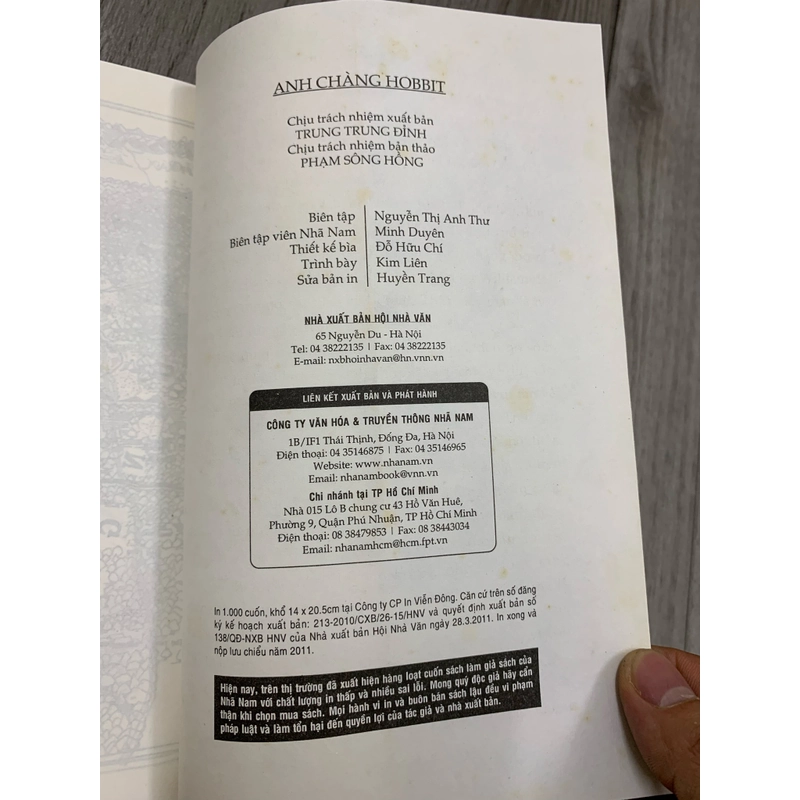 ANH CHÀNG HOBBIT
Chịu trách nhiệm xuất bản
TRUNG TRUNG ĐỈNH
Chịu trách nhiệm bản thảo
PHẠM SÔNG HỒNG
Biên tập | Nguyễn Thị Anh Thư
Biên tập viên Nhã Nam | Minh Duyên
Thiết kế bìa | Đỗ Hữu Chí
Trình bày | Kim Liên
Sửa bản in | Huyền Trang
NHÀ XUẤT BẢN HỘI NHÀ VĂN
65 Nguyễn Du - Hà Nội
Tel: 04 38222135 | Fax: 04 38222135
E-mail: nxbhoinhavan@hn.vnn.vn
LIÊN KẾT XUẤT BẢN VÀ PHÁT HÀNH
CÔNG TY VĂN HÓA & TRUYỀN THÔNG NHÃ NAM
1B/IF1 Thái Thịnh, Đống Đa, Hà Nội
Điện thoại: 04 35146875 | Fax: 04 35146965
Website: www.nhanam.vn
Email: nhanambook@vnn.vn
Chi nhánh tại TP Hồ Chí Minh
Nhà 015 Lô B chung cư 43 Hồ Văn Huê,
Phường 9, Quận Phú Nhuận, TP Hồ Chí Minh
Điện thoại: 08 38479853 | Fax: 08 38443034
Email: nhanamhcm@hcm.fpt.vn
In 1.000 cuốn, khổ 14 x 20.5cm tại Công ty CP In Viễn Đông. Căn cứ trên số đăng
ký kế hoạch xuất bản: 213-2010/CXB/26-15/HNV và quyết định xuất bản số
138/QĐ-NXB HNV của Nhà xuất bản Hội Nhà Văn ngày 28.3.2011. In xong và
nộp lưu chiểu năm 2011.
Hiện nay, trên thị trường đã xuất hiện hàng loạt cuốn sách làm giả sách của
Nhã Nam với chất lượng in thấp và nhiều sai lỗi. Mong quý độc giả hãy cẩn
thận khi chọn mua sách. Mọi hành vi in và buôn bán sách lậu đều vi phạm
pháp luật và làm tổn hại đến quyền lợi của tác giả và nhà xuất bản.